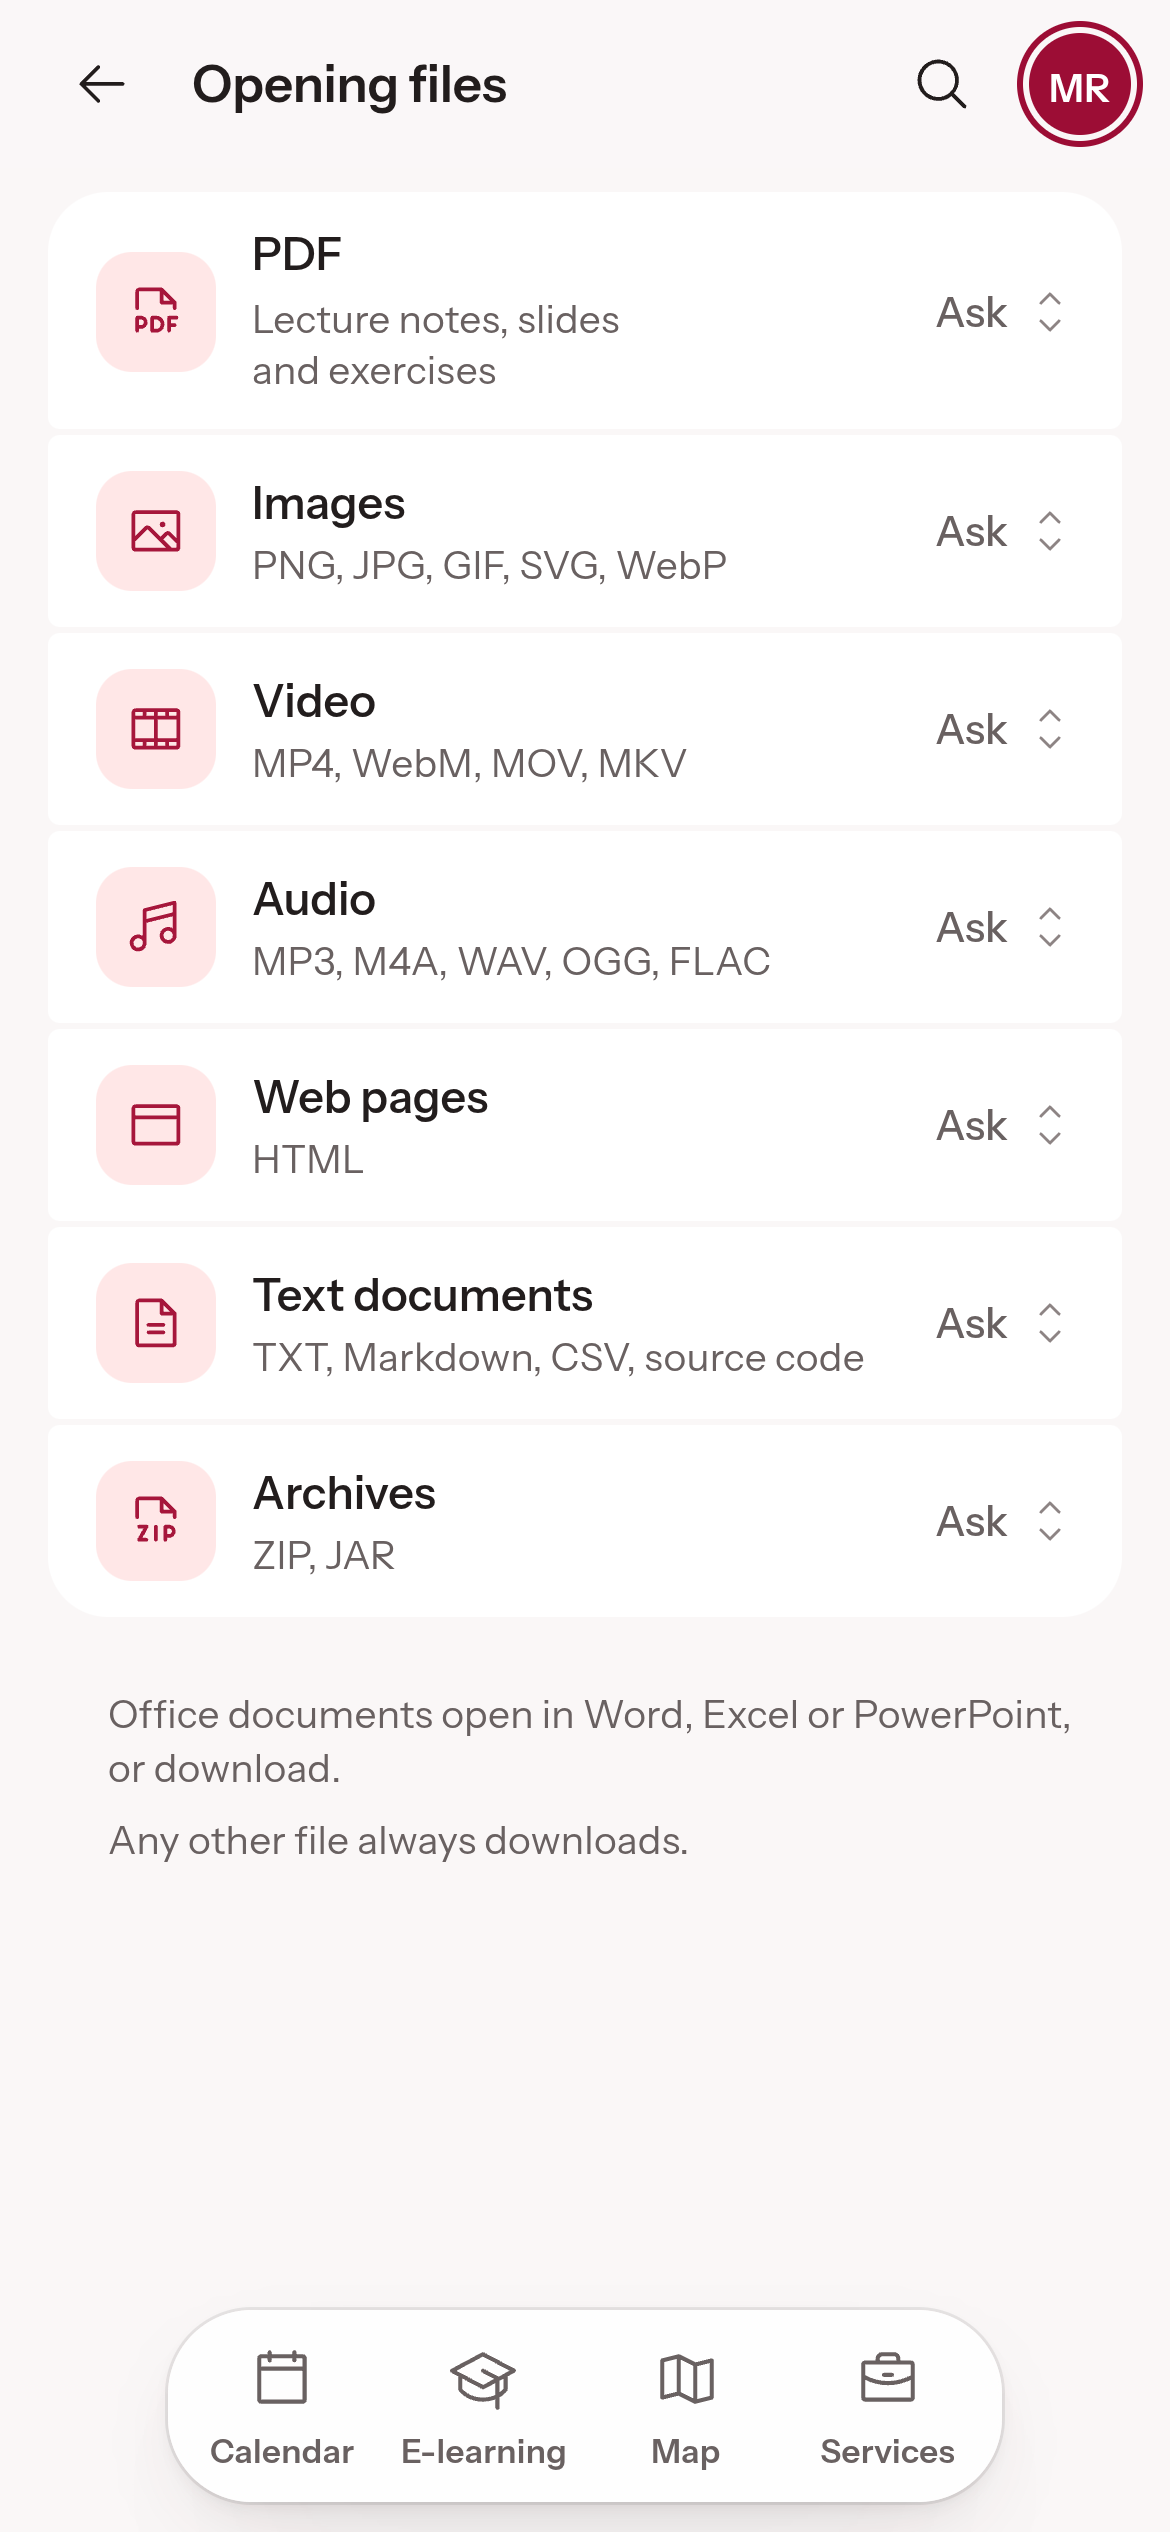 Opening files
MR
PDF
Lecture notes, slides
and exercises
Ask
PDF
Images
PNG, JPG, GIF, SVG, WebP
Ask
Video
MP4, WebM, MOV, MKV
Ask
Audio
MP3, M4A, WAV, OGG, FLAC
Ask
Web pages
HTML
Ask
Text documents
TXT, Markdown, CSV, source code
Ask
ZIP
Archives
ZIP, JAR
Ask
Office documents open in Word, Excel or PowerPoint,
or download.
Any other file always downloads.
Calendar
E-learning
Map
Services